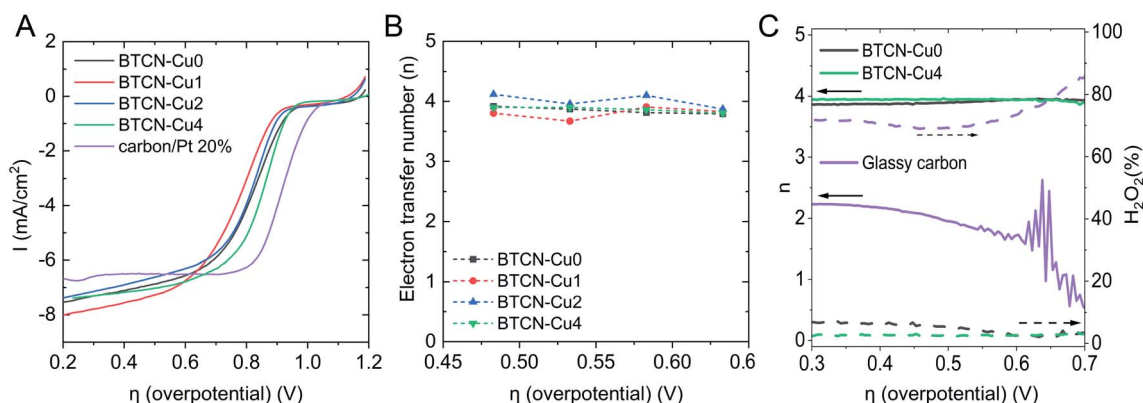 A
2
0
-2
-4
-6
-8
0.2 0.4 0.6 0.8 1.0 1.2
I (mA/cm²)
η (overpotential) (V)
BTCN-Cu0
BTCN-Cu1
BTCN-Cu2
BTCN-Cu4
carbon/Pt 20%
B
5
4
3
2
1
0
0.45 0.50 0.55 0.60 0.6
Electron transfer number (n)
η (overpotential) (V)
BTCN-Cu0
BTCN-Cu1
BTCN-Cu2
BTCN-Cu4
C
5
4
3
2
1
0
0.3 0.4 0.5 0.6 0.7
n
η (overpotential) (V)
BTCN-Cu0
BTCN-Cu4
Glassy carbon
100
80
60
40
20
0
H₂O₂(%)